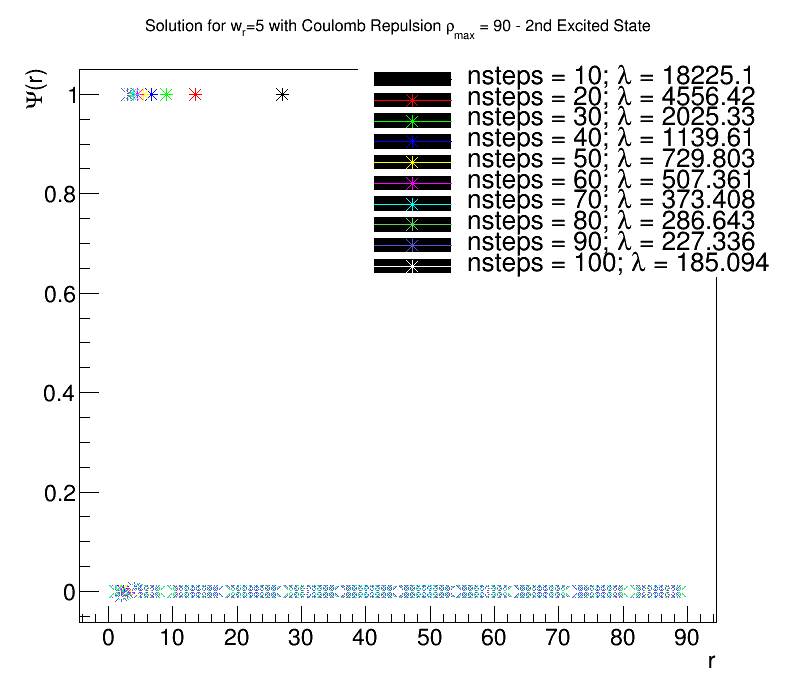 Solution for w_r=5 with Coulomb Repulsion ρ_max = 90 - 2nd Excited State
Ψ(r)
nsteps = 10; λ = 18225.1
nsteps = 20; λ = 4556.42
nsteps = 30; λ = 2025.33
nsteps = 40; λ = 1139.61
nsteps = 50; λ = 729.803
nsteps = 60; λ = 507.361
nsteps = 70; λ = 373.408
nsteps = 80; λ = 286.643
nsteps = 90; λ = 227.336
nsteps = 100; λ = 185.094
1
0.8
0.6
0.4
0.2
0
0 10 20 30 40 50 60 70 80 90
r